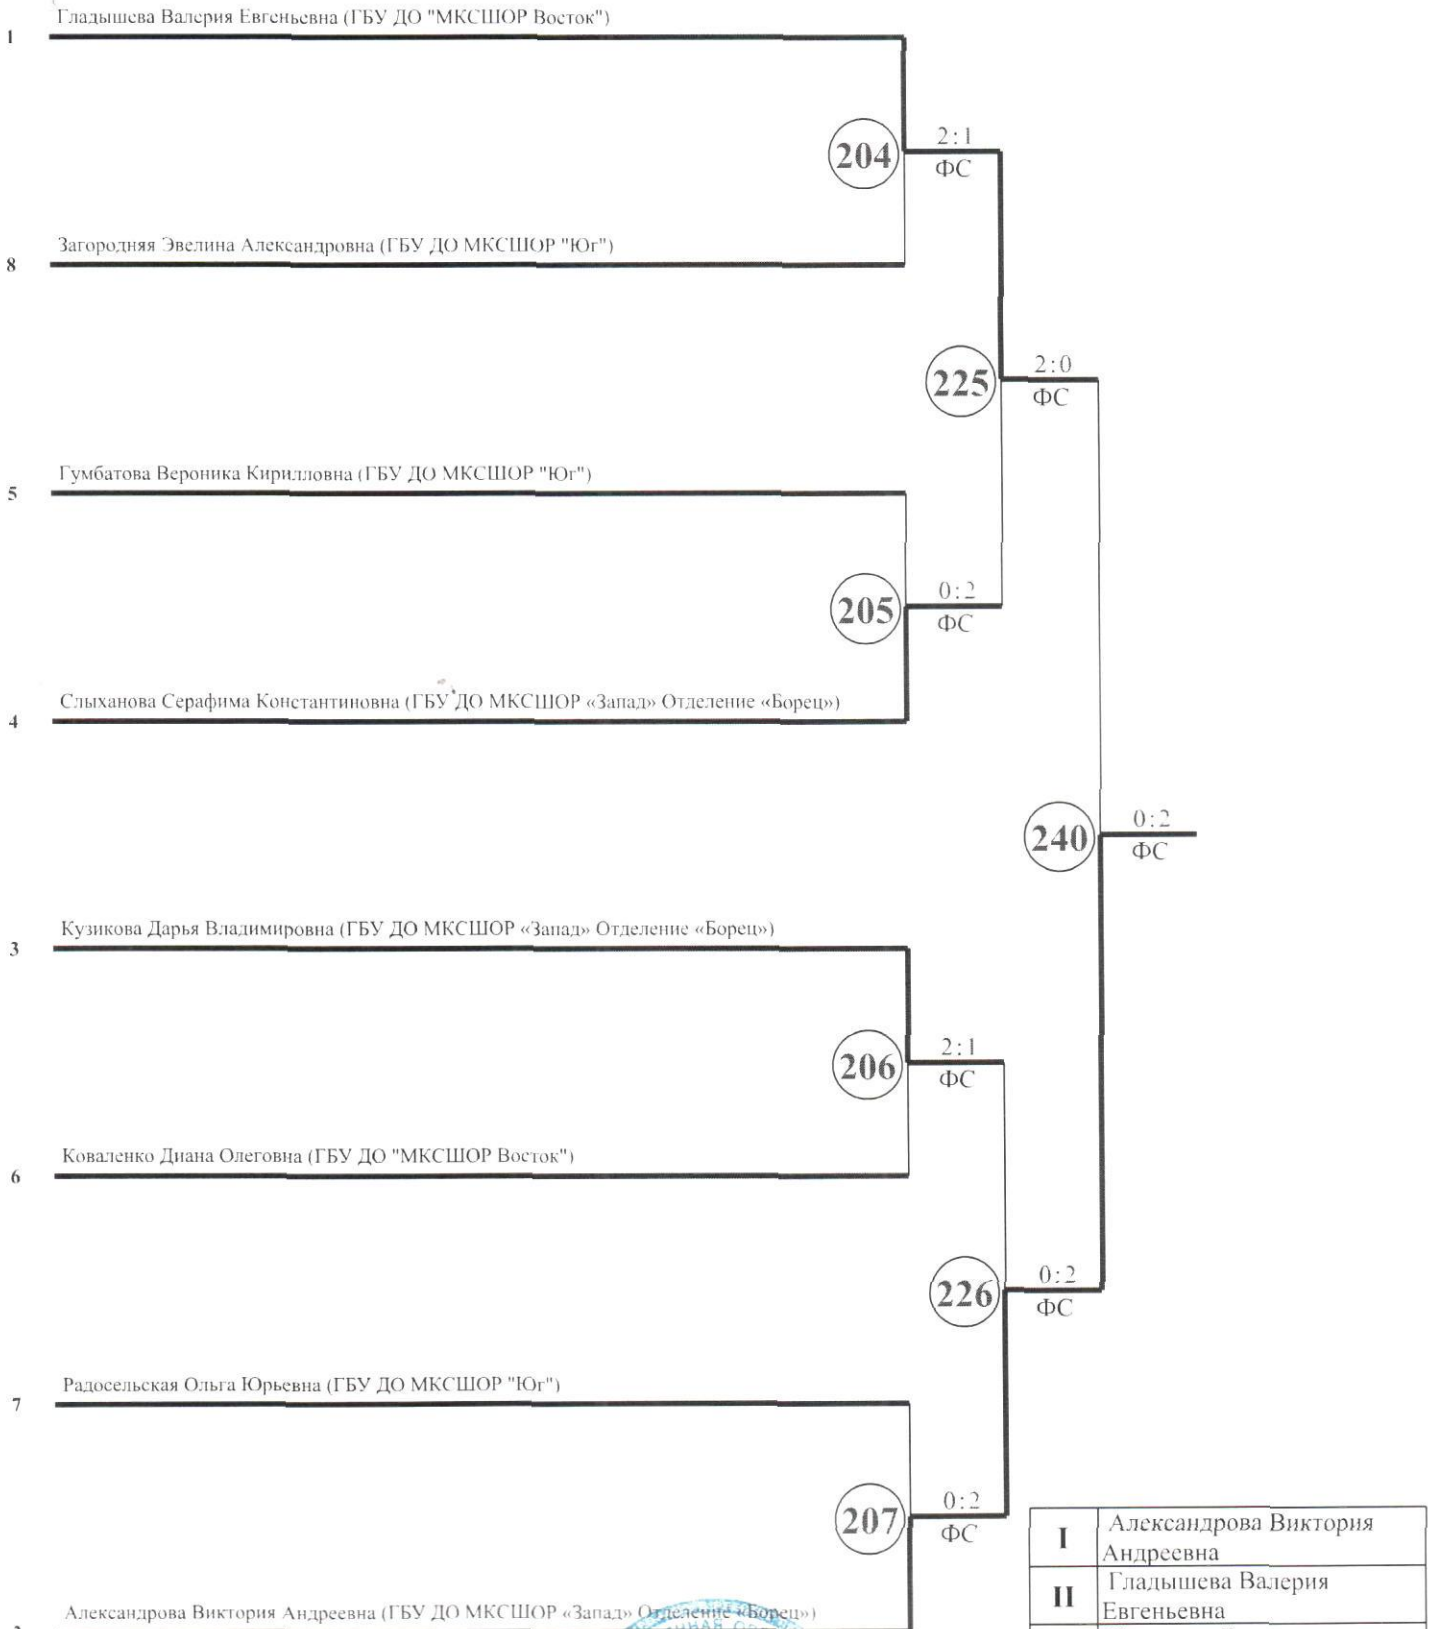 Гладышева Валерия Евгеньевна (ГБУ ДО "МКСШОР Восток")
1
204
2:1
ФС
Загородняя Эвелина Александровна (ГБУ ДО МКСШОР "Юг")
8
225
2:0
ФС
Гумбатова Вероника Кирилловна (ГБУ ДО МКСШОР "Юг")
5
205
0:2
ФС
Слыханова Серафима Константиновна (ГБУ ДО МКСШОР «Запад» Отделение «Борец»)
4
240
0:2
ФС
Кузикова Дарья Владимировна (ГБУ ДО МКСШОР «Запад» Отделение «Борец»)
3
206
2:1
ФС
Коваленко Диана Олеговна (ГБУ ДО "МКСШОР Восток")
6
226
0:2
ФС
Радосельская Ольга Юрьевна (ГБУ ДО МКСШОР "Юг")
7
207
0:2
ФС
I Александрова Виктория
Андреевна
II Гладышева Валерия
Евгеньевна
Александрова Виктория Андреевна (ГБУ ДО МКСШОР «Запад» Отделение «Борец»)